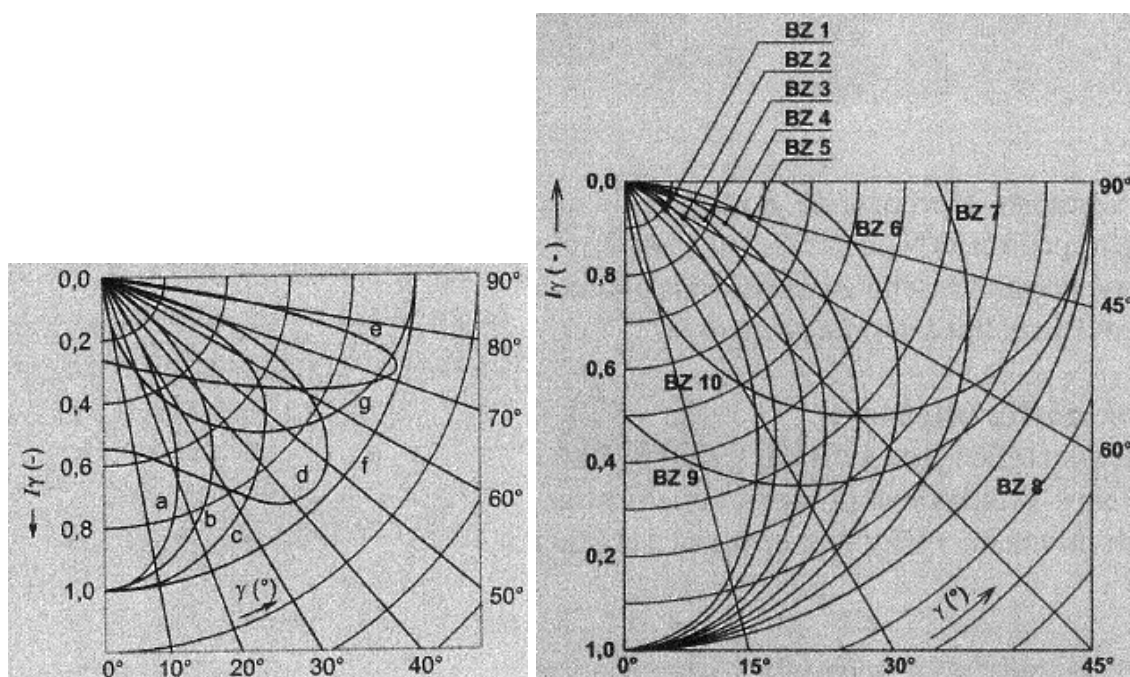 0,0
0,2
0,4
0,6
0,8
1,0
Iγ (-)
a
b
c
d
e
f
g
γ (°)
0°
10°
20°
30°
40°
50°
60°
70°
80°
90°
BZ 1
BZ 2
BZ 3
BZ 4
BZ 5
0,0
0,8
0,6
0,4
0,2
1,0
Iγ (-)
BZ 6
BZ 7
BZ 10
BZ 9
BZ 8
γ (°)
90°
45°
60°
0°
15°
30°
45°